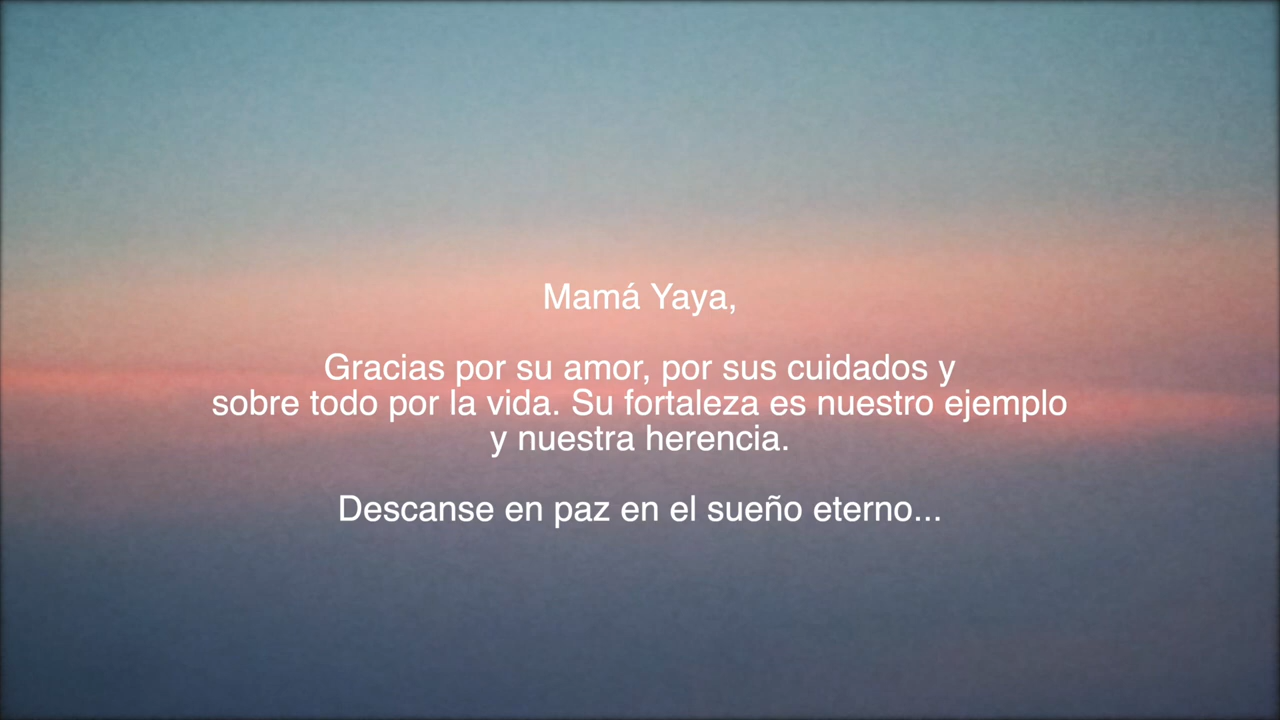 Mamá Yaya,
Gracias por su amor, por sus cuidados y
sobre todo por la vida. Su fortaleza es nuestro ejemplo
y nuestra herencia.
Descanse en paz en el sueño eterno...